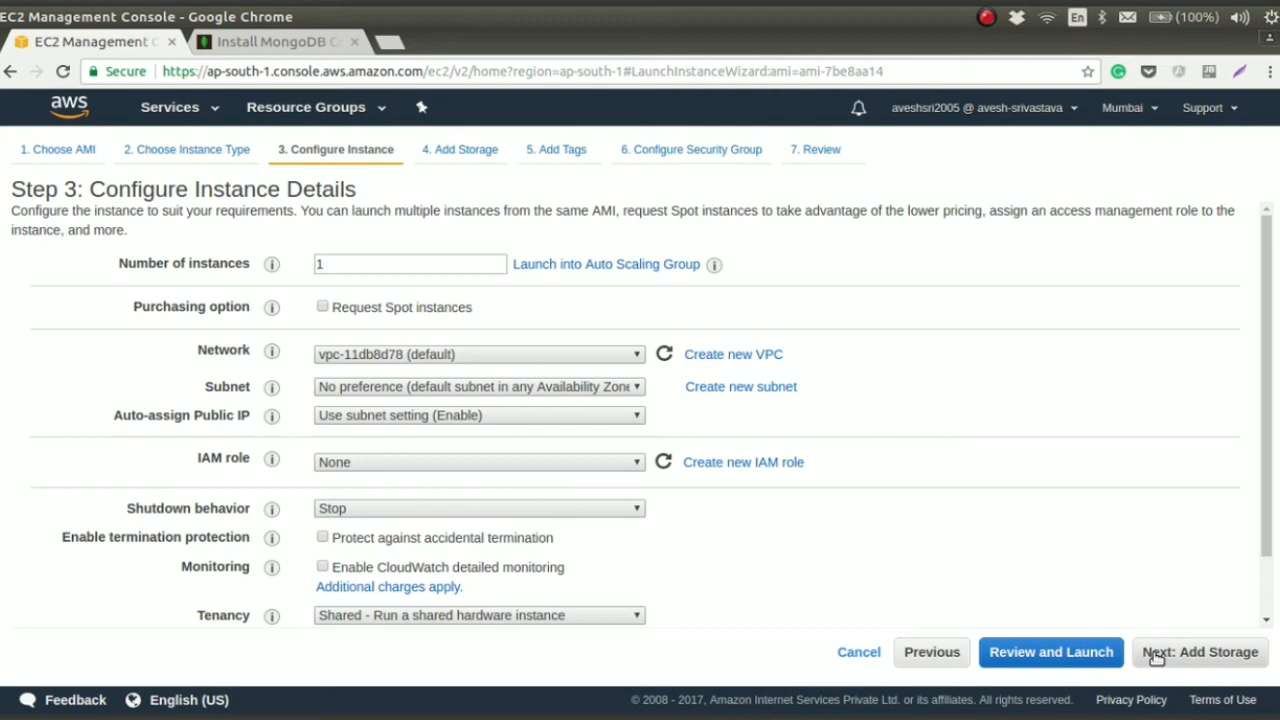 EC2 Management Console - Google Chrome
En
(100%)
EC2 Management C
Install MongoDB C
Secure
https://ap-south-1.console.aws.amazon.com/ec2/v2/home?region=ap-south-1#LaunchInstanceWizard:ami=ami-7be8aa14
aws
Services
Resource Groups
aveshsri2005 @ avesh-srivastava
Mumbai
Support
1. Choose AMI
2. Choose Instance Type
3. Configure Instance
4. Add Storage
5. Add Tags
6. Configure Security Group
7. Review
Step 3: Configure Instance Details
Configure the instance to suit your requirements. You can launch multiple instances from the same AMI, request Spot instances to take advantage of the lower pricing, assign an access management role to the
instance, and more.
Number of instances
1
Launch into Auto Scaling Group
Purchasing option
Request Spot instances
Network
vpc-11db8d78 (default)
Create new VPC
Subnet
No preference (default subnet in any Availability Zone
Create new subnet
Auto-assign Public IP
Use subnet setting (Enable)
IAM role
None
Create new IAM role
Shutdown behavior
Stop
Enable termination protection
Protect against accidental termination
Monitoring
Enable CloudWatch detailed monitoring
Additional charges apply.
Tenancy
Shared - Run a shared hardware instance
Cancel
Previous
Review and Launch
Next: Add Storage
Feedback
English (US)
© 2008 - 2017, Amazon Internet Services Private Ltd. or its affiliates. All rights reserved.
Privacy Policy
Terms of Use